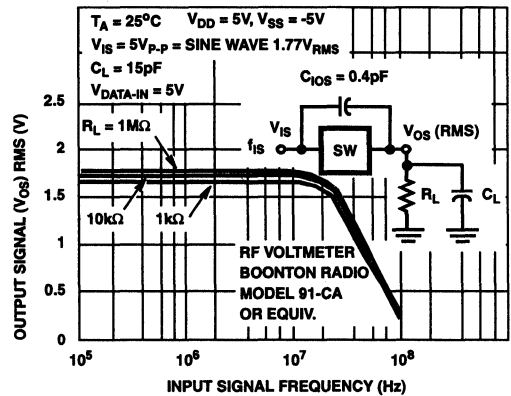 T_A = 25°C V_DD = 5V, V_SS = -5V
V_IS = 5V_P-P = SINE WAVE 1.77V_RMS
C_L = 15pF
V_DATA-IN = 5V
C_IOS = 0.4pF
R_L = 1MΩ
V_IS
f_IS
SW
V_OS (RMS)
R_L
C_L
10kΩ
1kΩ
RF VOLTMETER
BOONTON RADIO
MODEL 91-CA
OR EQUIV.
OUTPUT SIGNAL (V_OS) RMS (V)
2.5
2
1.5
1
0.5
0
10^5 10^6 10^7 10^8
INPUT SIGNAL FREQUENCY (Hz)